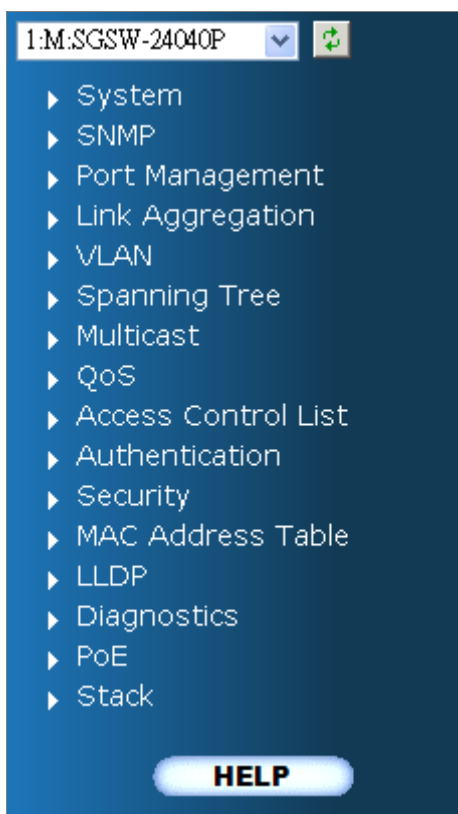 1:M:SGSW-24040P
System
SNMP
Port Management
Link Aggregation
VLAN
Spanning Tree
Multicast
QoS
Access Control List
Authentication
Security
MAC Address Table
LLDP
Diagnostics
PoE
Stack
HELP